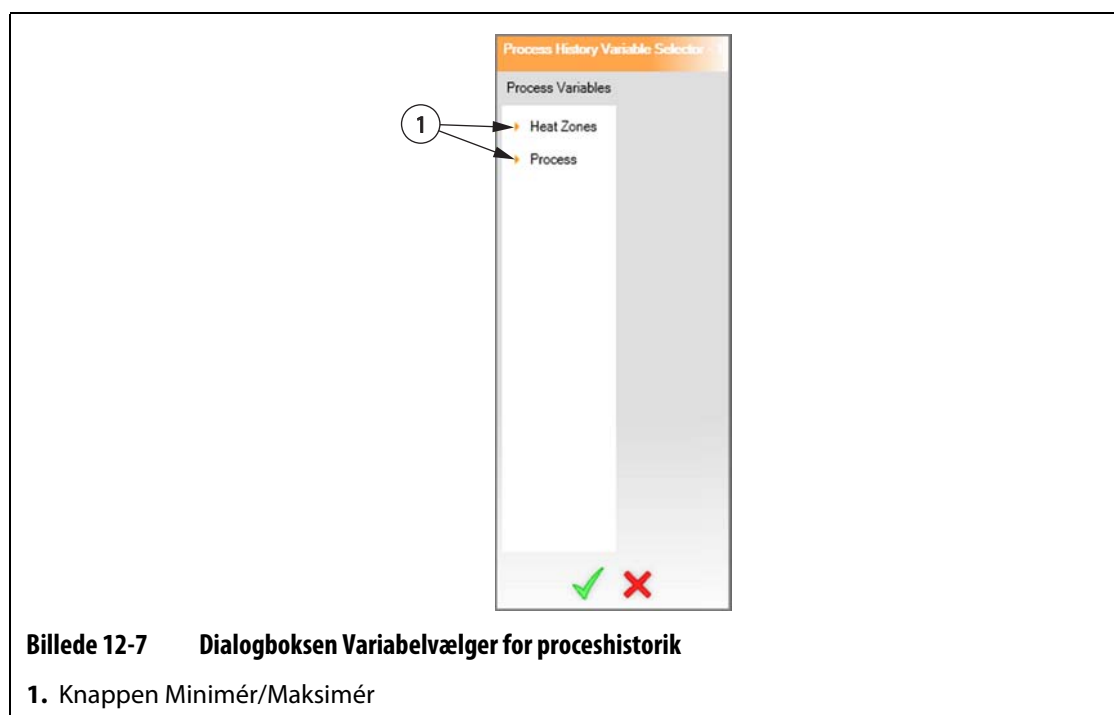 Process History Variable Selector
Process Variables
1
Heat Zones
Process
Billede 12-7 Dialogboksen Variabelvælger for proceshistorik
1. Knappen Minimér/Maksimér